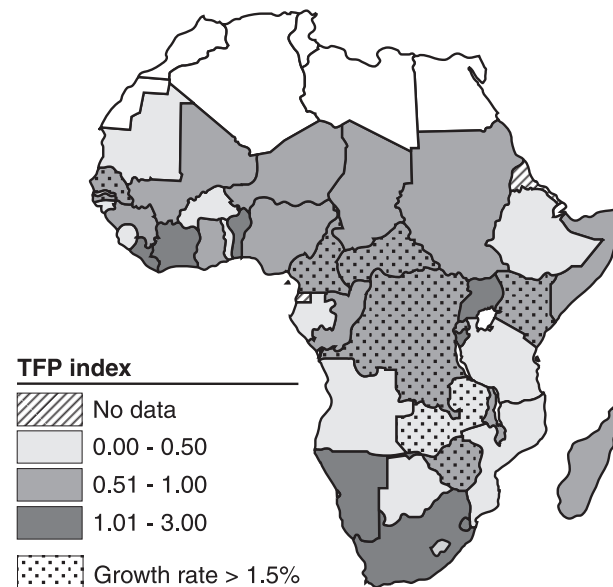 TFP index
No data
0.00 - 0.50
0.51 - 1.00
1.01 - 3.00
Growth rate > 1.5%